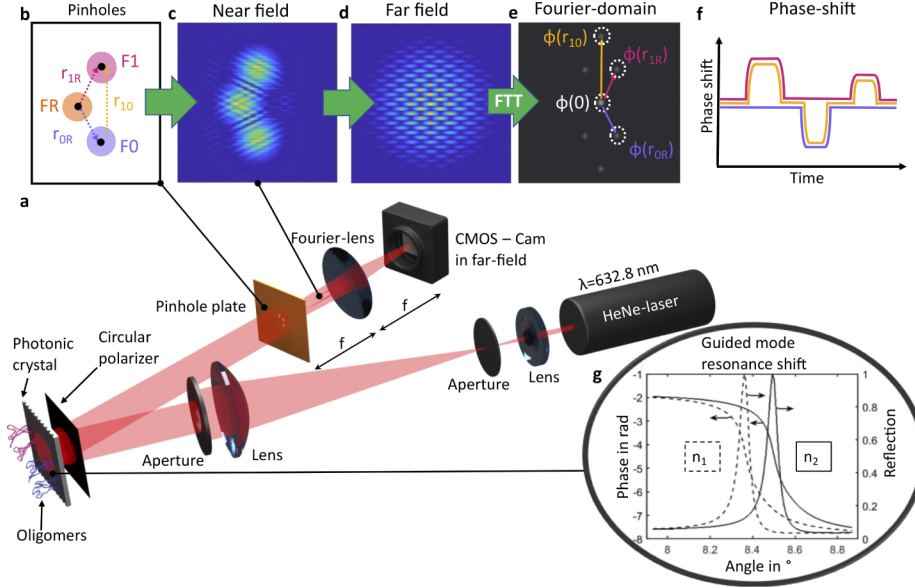 b
Pinholes
F1
r1R
FR
r10
r0R
F0
c
Near field
d
Far field
FTT
e
Fourier-domain
ϕ(r10)
ϕ(r1R)
ϕ(0)
ϕ(r0R)
f
Phase-shift
Phase shift
Time
a
Fourier-lens
CMOS – Cam
in far-field
Pinhole plate
f
f
λ=632.8 nm
HeNe-laser
Aperture
Lens
Photonic
crystal
Circular
polarizer
Aperture
Lens
Oligomers
g
Guided mode
resonance shift
Phase in rad
-1
-2
-3
-4
-5
-6
-7
-8
n1
n2
1
0.8
0.6
0.4
0.2
0
Reflection
8
8.2
8.4
8.6
8.8
Angle in °